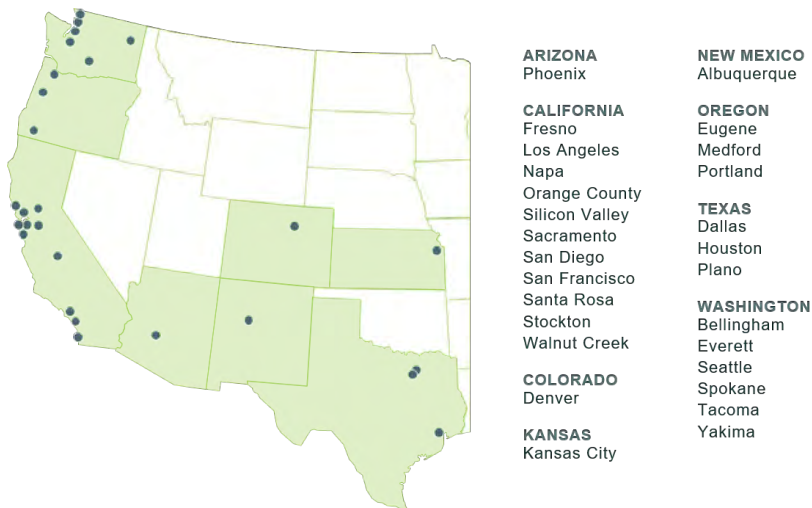 ARIZONA
Phoenix
CALIFORNIA
Fresno
Los Angeles
Napa
Orange County
Silicon Valley
Sacramento
San Diego
San Francisco
Santa Rosa
Stockton
Walnut Creek
COLORADO
Denver
KANSAS
Kansas City
NEW MEXICO
Albuquerque
OREGON
Eugene
Medford
Portland
TEXAS
Dallas
Houston
Plano
WASHINGTON
Bellingham
Everett
Seattle
Spokane
Tacoma
Yakima